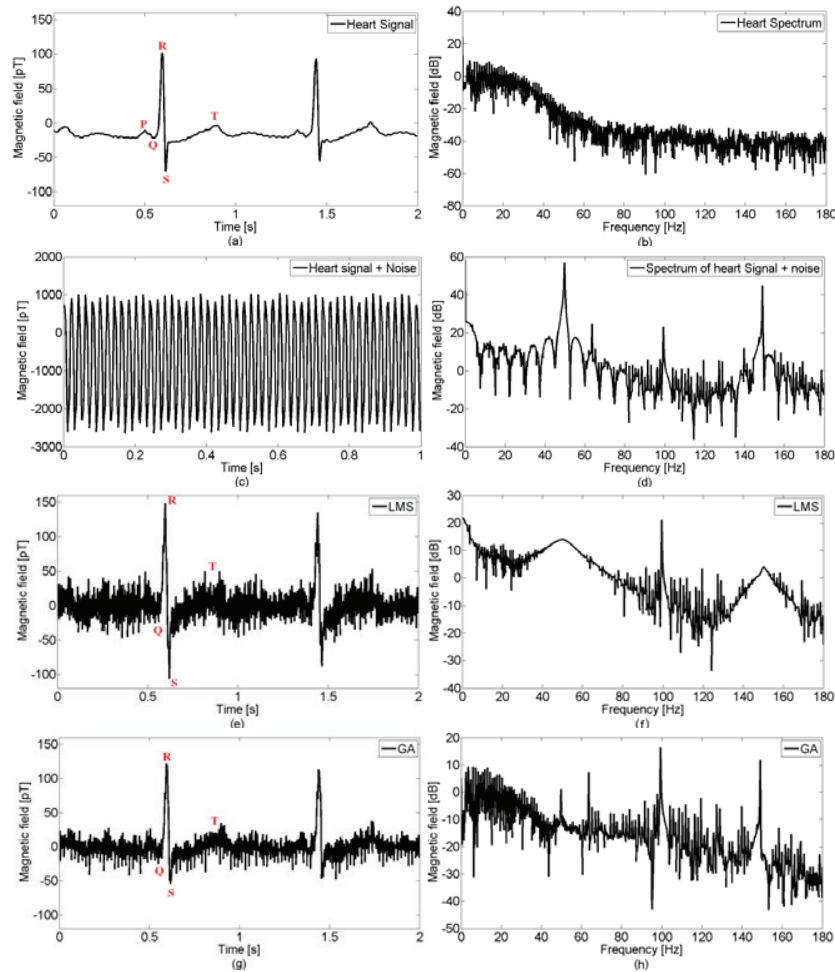 Heart Signal
Magnetic field [pT]
150
100
50
0
-50
-100
R
P
Q
S
T
0 0.5 1 1.5 2
Time [s]
(a)
Heart Spectrum
Magnetic field [dB]
40
20
0
-20
-40
-60
-80
0 20 40 60 80 100 120 140 160 180
Frequency [Hz]
(b)
Heart signal + Noise
Magnetic field [pT]
2000
1000
0
-1000
-2000
-3000
0 0.2 0.4 0.6 0.8 1
Time [s]
(c)
Spectrum of heart Signal + noise
Magnetic field [dB]
60
40
20
0
-20
-40
0 20 40 60 80 100 120 140 160 180
Frequency [Hz]
(d)
LMS
Magnetic field [pT]
150
100
50
0
-50
-100
R
T
Q
S
0 0.5 1 1.5 2
Time [s]
(e)
LMS
Magnetic field [dB]
30
20
10
0
-10
-20
-30
-40
0 20 40 60 80 100 120 140 160 180
Frequency [Hz]
(f)
GA
Magnetic field [pT]
150
100
50
0
-50
-100
R
T
Q
S
0 0.5 1 1.5 2
Time [s]
(g)
GA
Magnetic field [dB]
20
10
0
-10
-20
-30
-40
-50
0 20 40 60 80 100 120 140 160 180
Frequency [Hz]
(h)